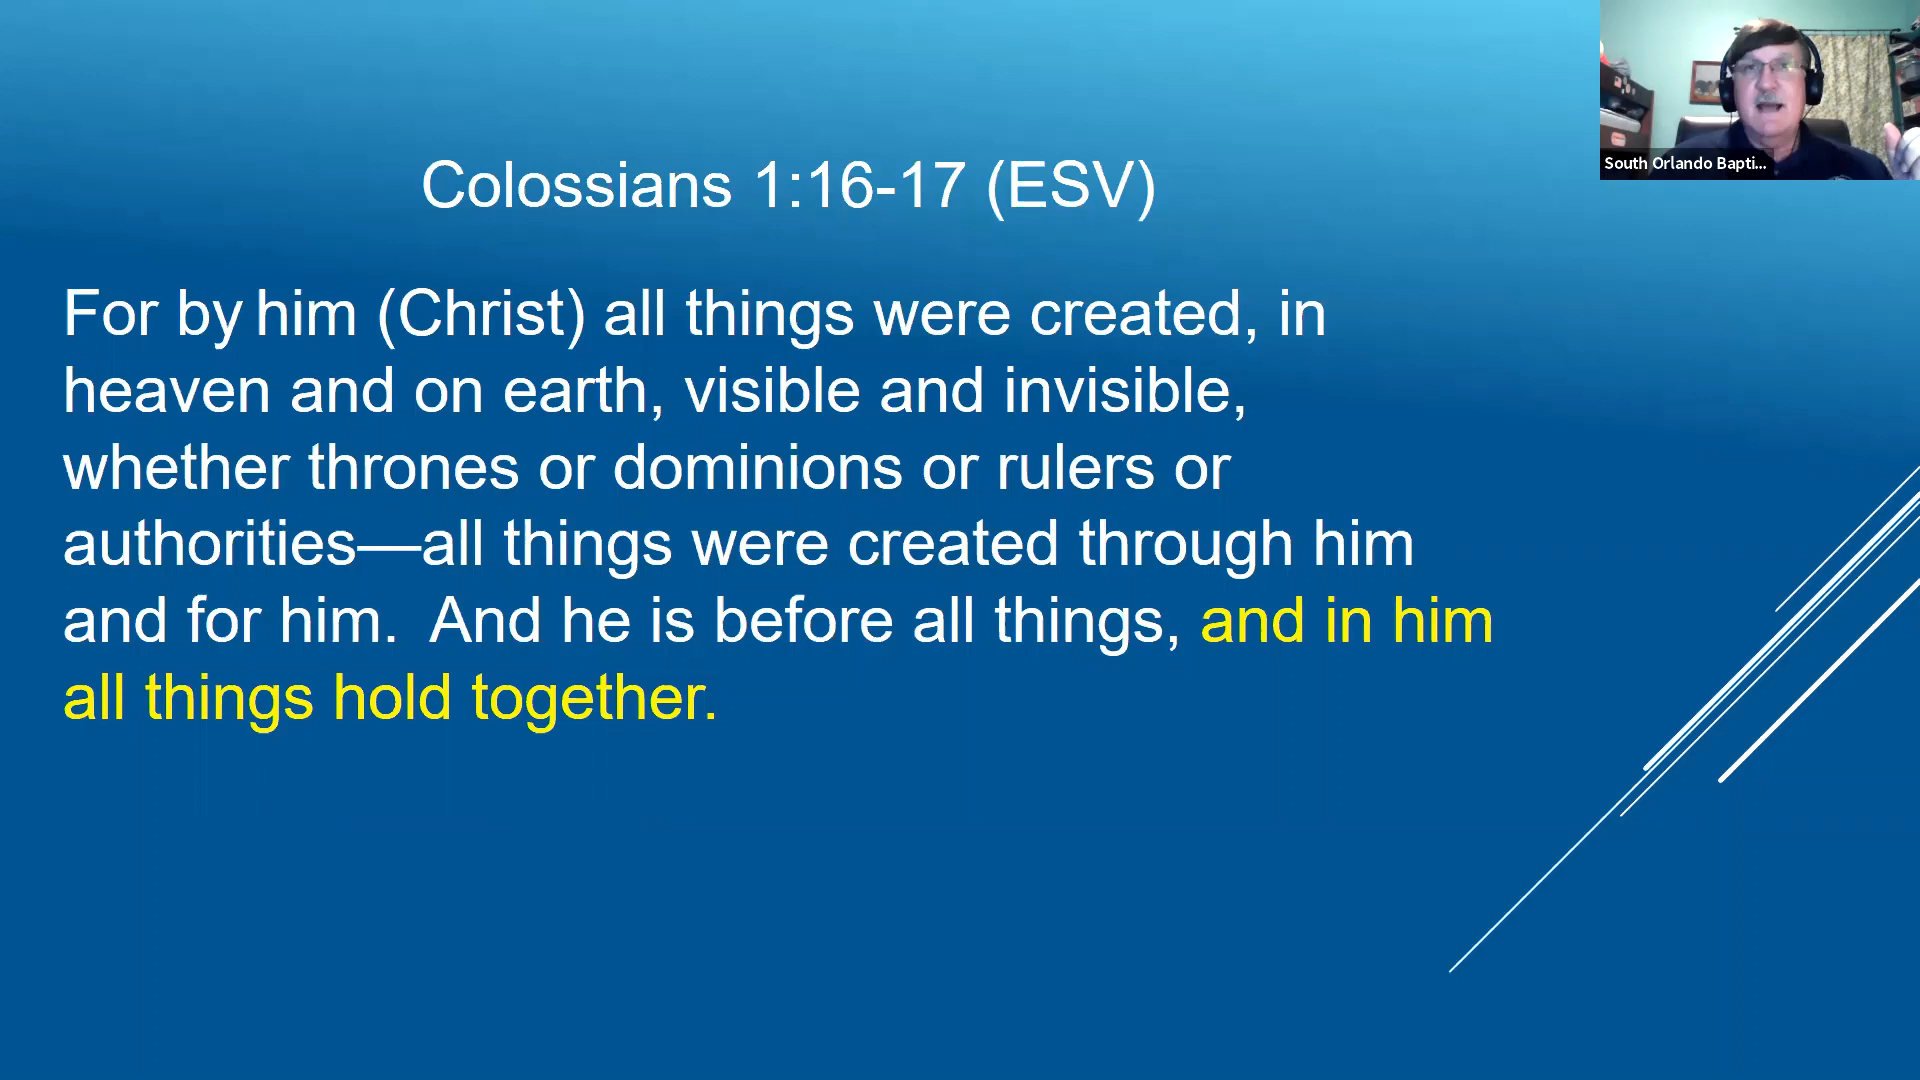 Colossians 1:16-17 (ESV)
For by him (Christ) all things were created, in
heaven and on earth, visible and invisible,
whether thrones or dominions or rulers or
authorities—all things were created through him
and for him.  And he is before all things, and in him
all things hold together.
South Orlando Bapti...